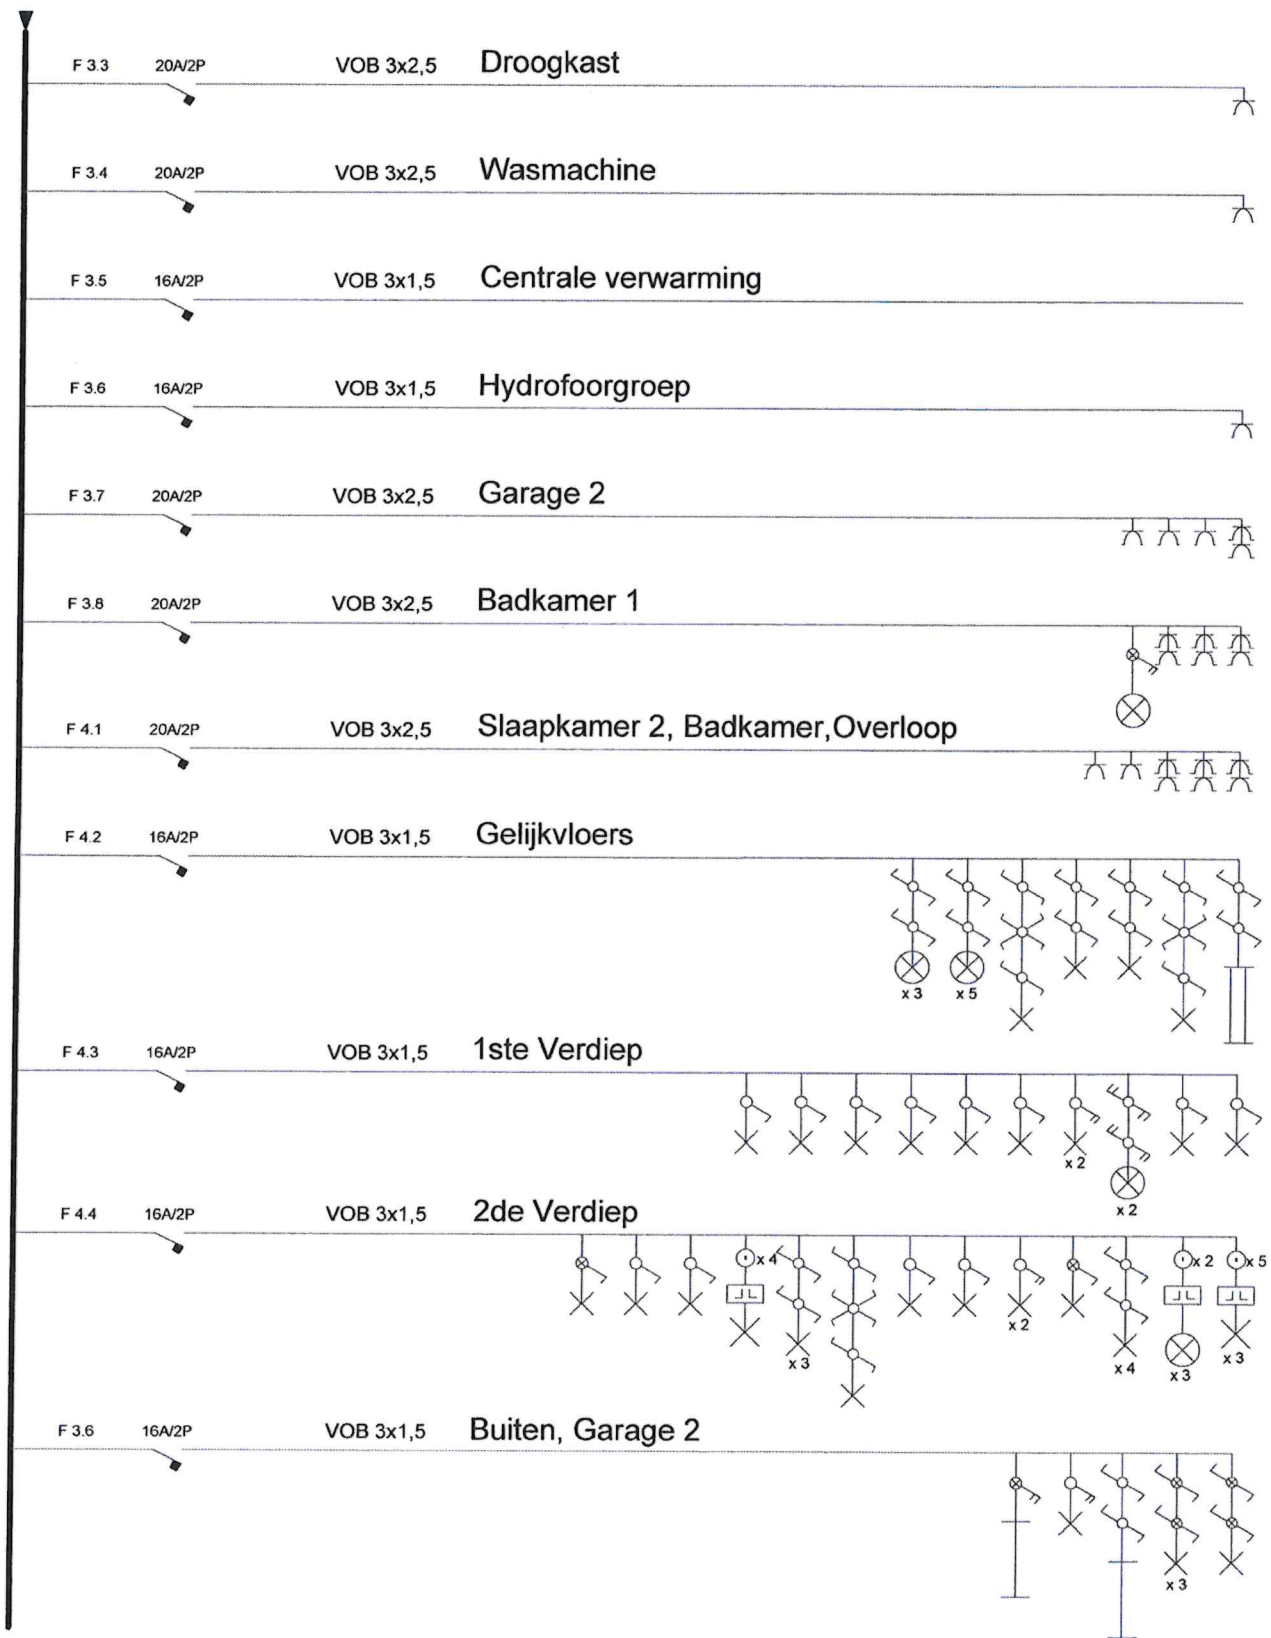 F 3.3 20A/2P VOB 3x2,5 Droogkast
F 3.4 20A/2P VOB 3x2,5 Wasmachine
F 3.5 16A/2P VOB 3x1,5 Centrale verwarming
F 3.6 16A/2P VOB 3x1,5 Hydrofoorgroep
F 3.7 20A/2P VOB 3x2,5 Garage 2
F 3.8 20A/2P VOB 3x2,5 Badkamer 1
F 4.1 20A/2P VOB 3x2,5 Slaapkamer 2, Badkamer,Overloop
F 4.2 16A/2P VOB 3x1,5 Gelijkvloers
x 3 x 5
F 4.3 16A/2P VOB 3x1,5 1ste Verdiep
x 2
x 2
F 4.4 16A/2P VOB 3x1,5 2de Verdiep
x 4 x 2 x 5
x 2
x 3 x 4 x 3 x 3
F 3.6 16A/2P VOB 3x1,5 Buiten, Garage 2
x 3